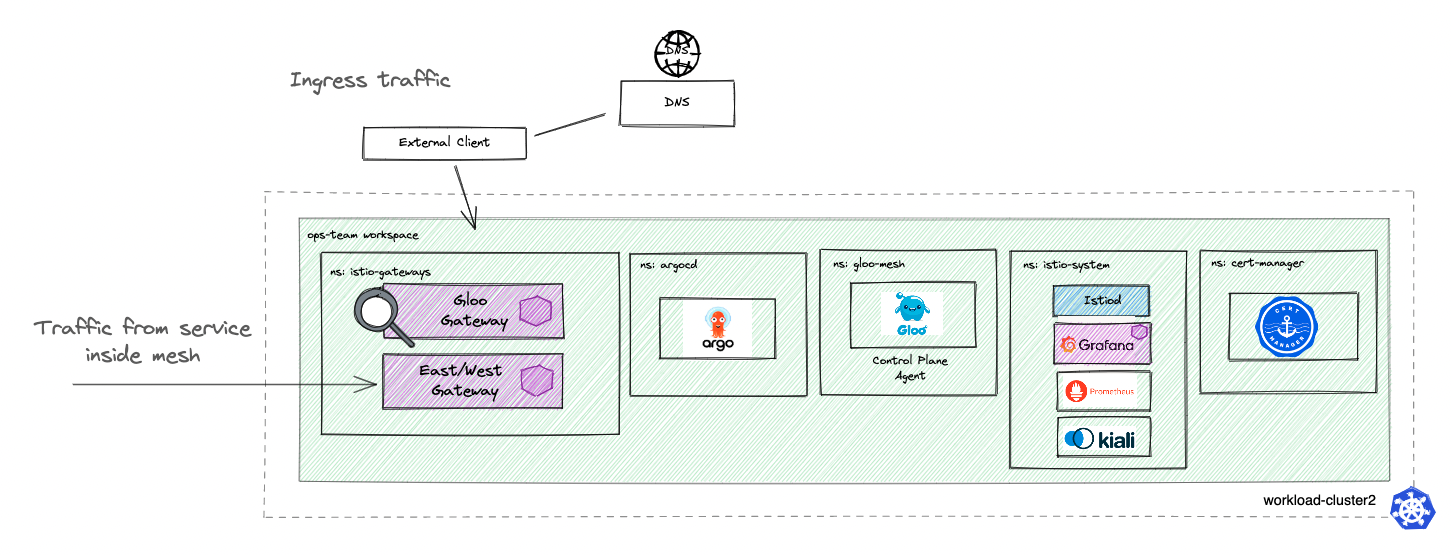 DNS
Ingress traffic
DNS
External Client
ops-team workspace
ns: istio-gateways
Gloo
Gateway
East/West
Gateway
Traffic from service
inside mesh
ns: argocd
argo
ns: gloo-mesh
Gloo
Control Plane
Agent
ns: istio-system
Istiod
Grafana
Prometheus
kiali
ns: cert-manager
CERT
MANAGER
workload-cluster2